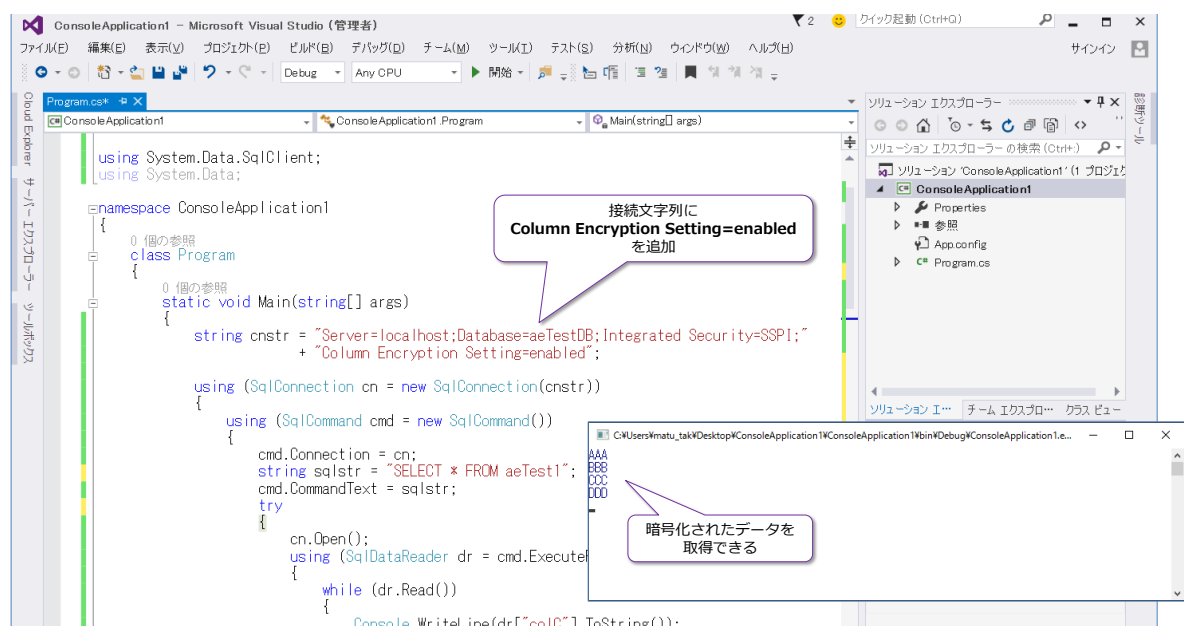 ConsoleApplication1 - Microsoft Visual Studio (管理者)
2
クイック起動 (Ctrl+Q)
ファイル(F) 編集(E) 表示(V) プロジェクト(P) ビルド(B) デバッグ(D) チーム(M) ツール(T) テスト(S) 分析(N) ウィンドウ(W) ヘルプ(H)
サインイン
Debug Any CPU 開始
Cloud Explorer
サーバー エクスプローラー
ツールボックス
Program.cs*
ConsoleApplication1
ConsoleApplication1.Program
Main(string[] args)
using System.Data.SqlClient;
using System.Data;
namespace ConsoleApplication1
{
0 個の参照
class Program
{
0 個の参照
static void Main(string[] args)
{
string cnstr = "Server=localhost;Database=aeTestDB;Integrated Security=SSPI;"
+ "Column Encryption Setting=enabled";
using (SqlConnection cn = new SqlConnection(cnstr))
{
using (SqlCommand cmd = new SqlCommand())
{
cmd.Connection = cn;
string sqlstr = "SELECT * FROM aeTest1";
cmd.CommandText = sqlstr;
try
{
cn.Open();
using (SqlDataReader dr = cmd.ExecuteR
{
while (dr.Read())
{
Console.WriteLine(dr["colC"].ToString());
接続文字列に
Column Encryption Setting=enabled
を追加
ソリューション エクスプローラー
ソリューション エクスプローラー の検索 (Ctrl+:)
ソリューション 'ConsoleApplication1' (1 プロジェク
C# ConsoleApplication1
Properties
参照
App.config
C# Program.cs
ソリューション エ… チーム エクスプロ… クラス ビュー
診断ツール
C:¥Users¥matu_tak¥Desktop¥ConsoleApplication1¥ConsoleApplication1¥bin¥Debug¥ConsoleApplication1.e...
AAA
BBB
CCC
DDD
暗号化されたデータを
取得できる